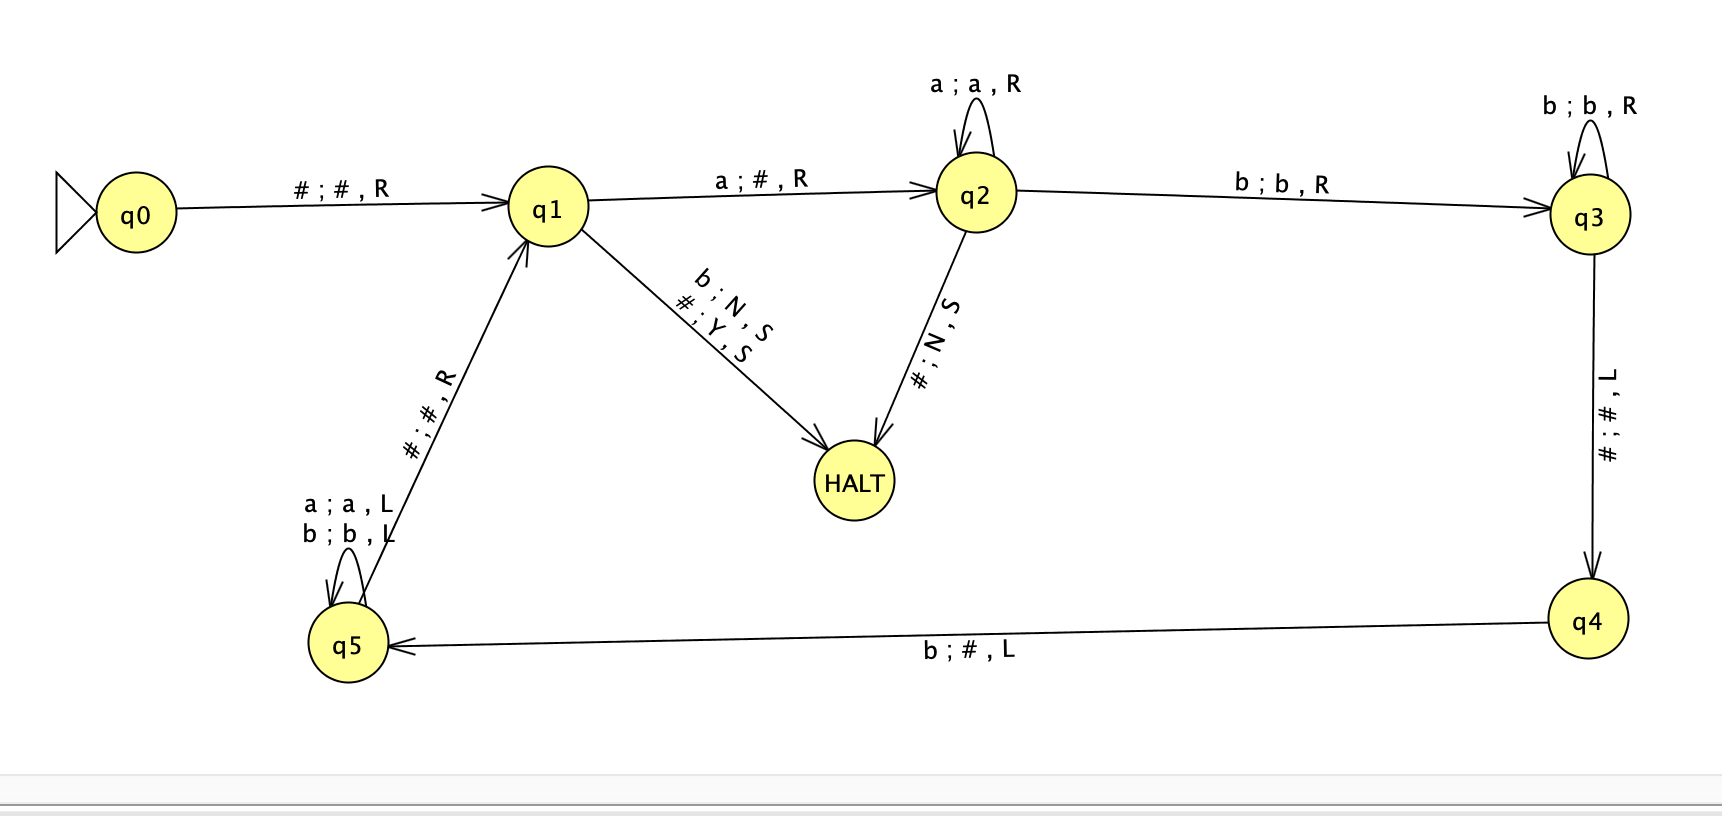 a ; a , R
b ; b , R
# ; # , R
a ; # , R
b ; b , R
q0
q1
q2
q3
b ; N , S
# ; Y , S
# ; N , S
# ; # , R
# ; # , L
HALT
a ; a , L
b ; b , L
q5
q4
b ; # , L